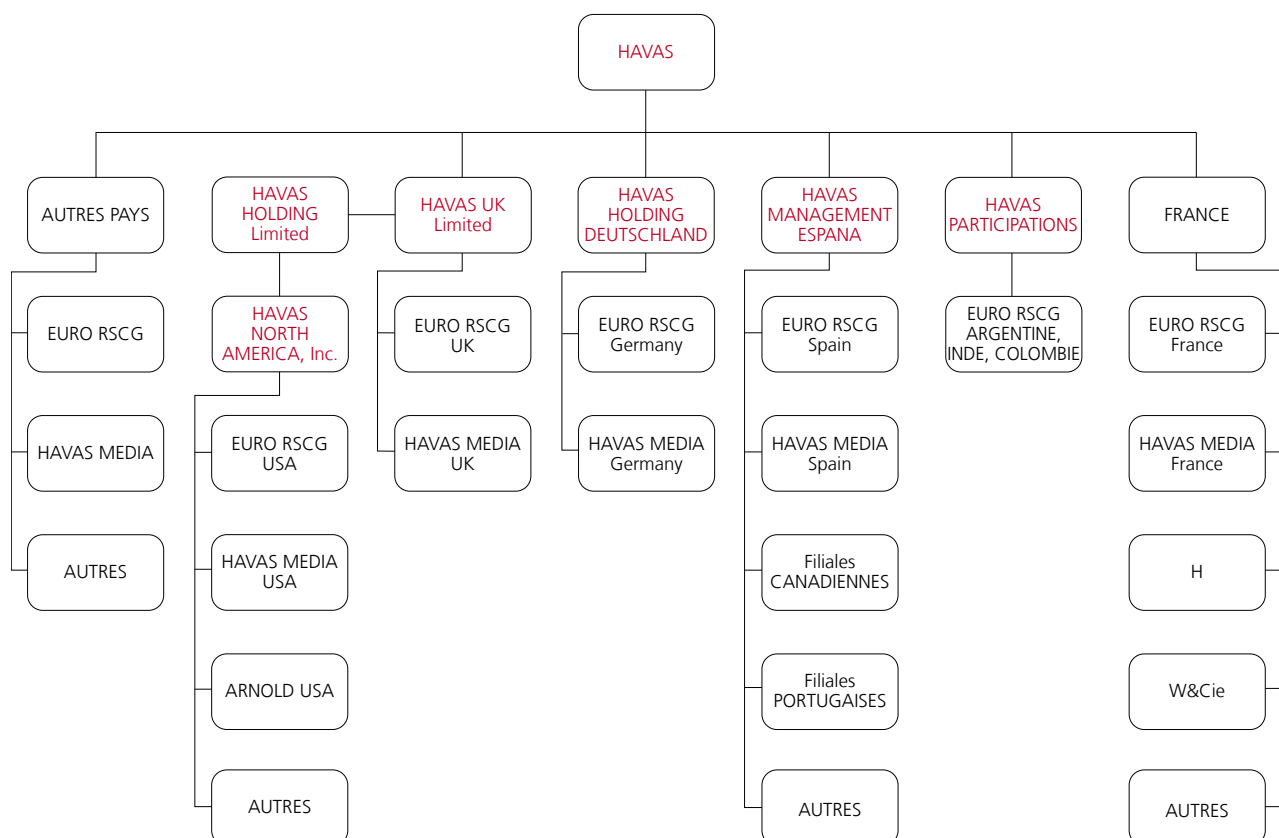 HAVAS
AUTRES PAYS
HAVAS
HOLDING
Limited
HAVAS UK
Limited
HAVAS
HOLDING
DEUTSCHLAND
HAVAS
MANAGEMENT
ESPANA
HAVAS
PARTICIPATIONS
FRANCE
EURO RSCG
HAVAS
NORTH
AMERICA, Inc.
EURO RSCG
UK
EURO RSCG
Germany
EURO RSCG
Spain
EURO RSCG
ARGENTINE,
INDE, COLOMBIE
EURO RSCG
France
HAVAS MEDIA
EURO RSCG
USA
HAVAS MEDIA
UK
HAVAS MEDIA
Germany
HAVAS MEDIA
Spain
HAVAS MEDIA
France
AUTRES
HAVAS MEDIA
USA
Filiales
CANADIENNES
H
ARNOLD USA
Filiales
PORTUGAISES
W&Cie
AUTRES
AUTRES
AUTRES